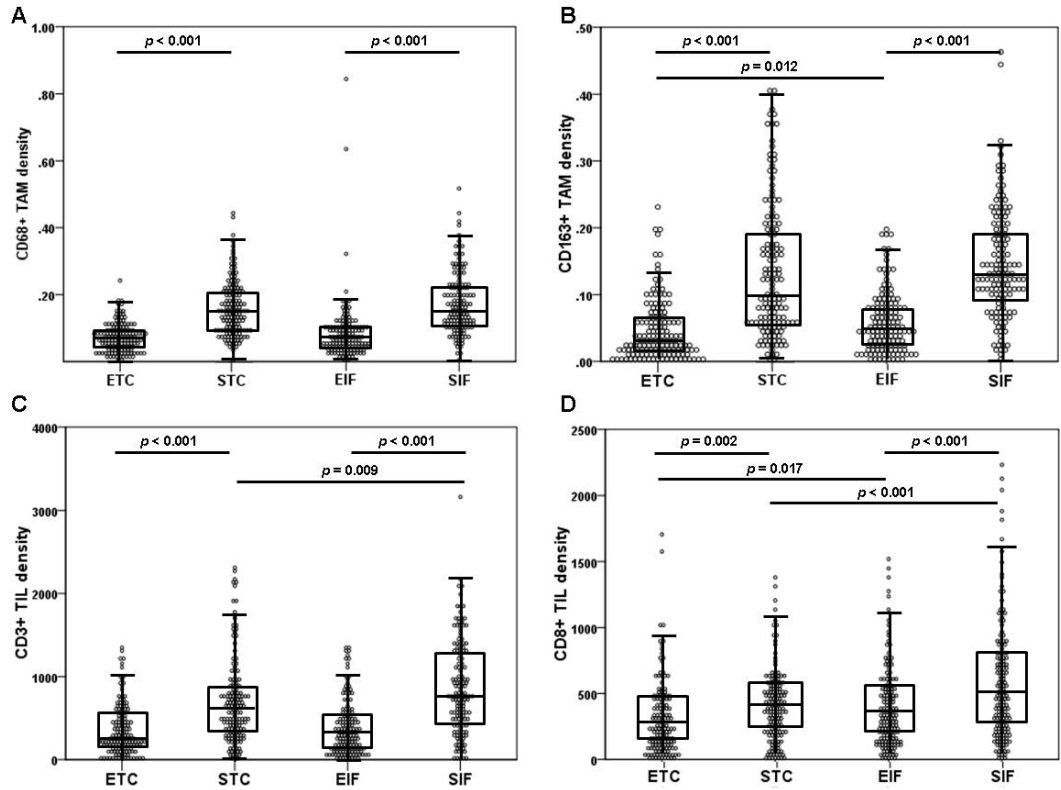 A
CD68+ TAM density
1.00
.80
.60
.40
.20
p < 0.001
p < 0.001
ETC STC EIF SIF
B
CD163+ TAM density
.50
.40
.30
.20
.10
.00
p < 0.001
p < 0.001
p = 0.012
ETC STC EIF SIF
C
CD3+ TIL density
4000
3000
2000
1000
0
p < 0.001
p < 0.001
p = 0.009
ETC STC EIF SIF
D
CD8+ TIL density
2500
2000
1500
1000
500
0
p = 0.002
p < 0.001
p = 0.017
p < 0.001
ETC STC EIF SIF